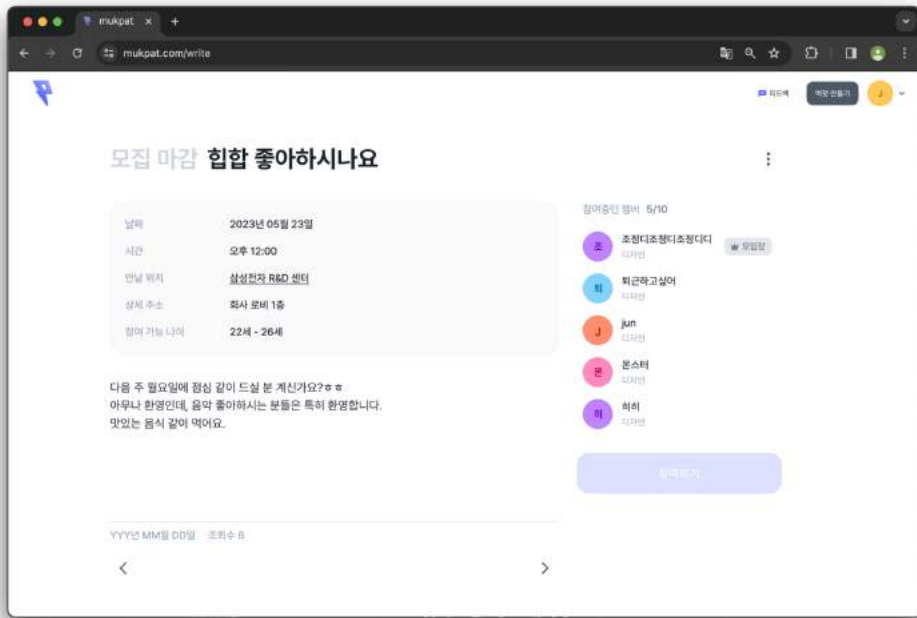 mukpat
mukpat.com/write
피드백
먹팟 만들기
J
모집 마감 힙합 좋아하시나요
날짜 2023년 05월 23일
시간 오후 12:00
만날 위치 삼성전자 R&D 센터
상세 주소 회사 로비 1층
참여 가능 나이 22세 - 26세
다음 주 월요일에 점심 같이 드실 분 계신가요?ㅎㅎ
아무나 환영인데, 음악 좋아하시는 분들은 특히 환영합니다.
맛있는 음식 같이 먹어요.
YYY년 MM월 DD일 조회수 8
참여중인 멤버 5/10
조 조정디조정디조정디디 모임장
디자인
퇴 퇴근하고싶어
디자인
J jun
디자인
몬 몬스터
디자인
히 히히
디자인
참여하기